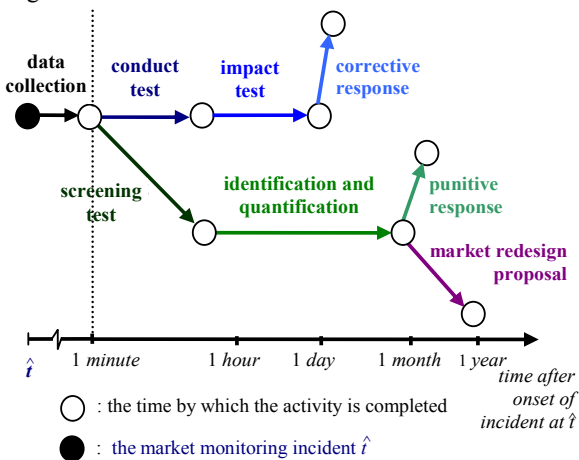 data
collection
conduct
test
impact
test
corrective
response
screening
test
identification and
quantification
punitive
response
market redesign
proposal
t̂
1 minute
1 hour
1 day
1 month
1 year
time after
onset of
incident at t̂
: the time by which the activity is completed
: the market monitoring incident t̂